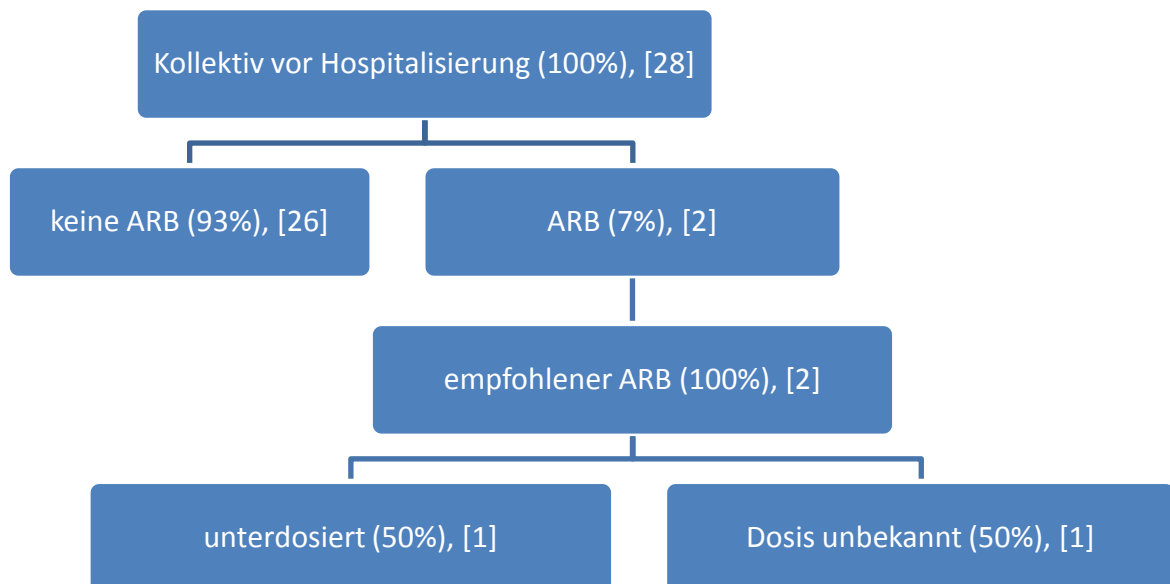 Kollektiv vor Hospitalisierung (100%), [28]
keine ARB (93%), [26]
ARB (7%), [2]
empfohlener ARB (100%), [2]
unterdosiert (50%), [1]
Dosis unbekannt (50%), [1]